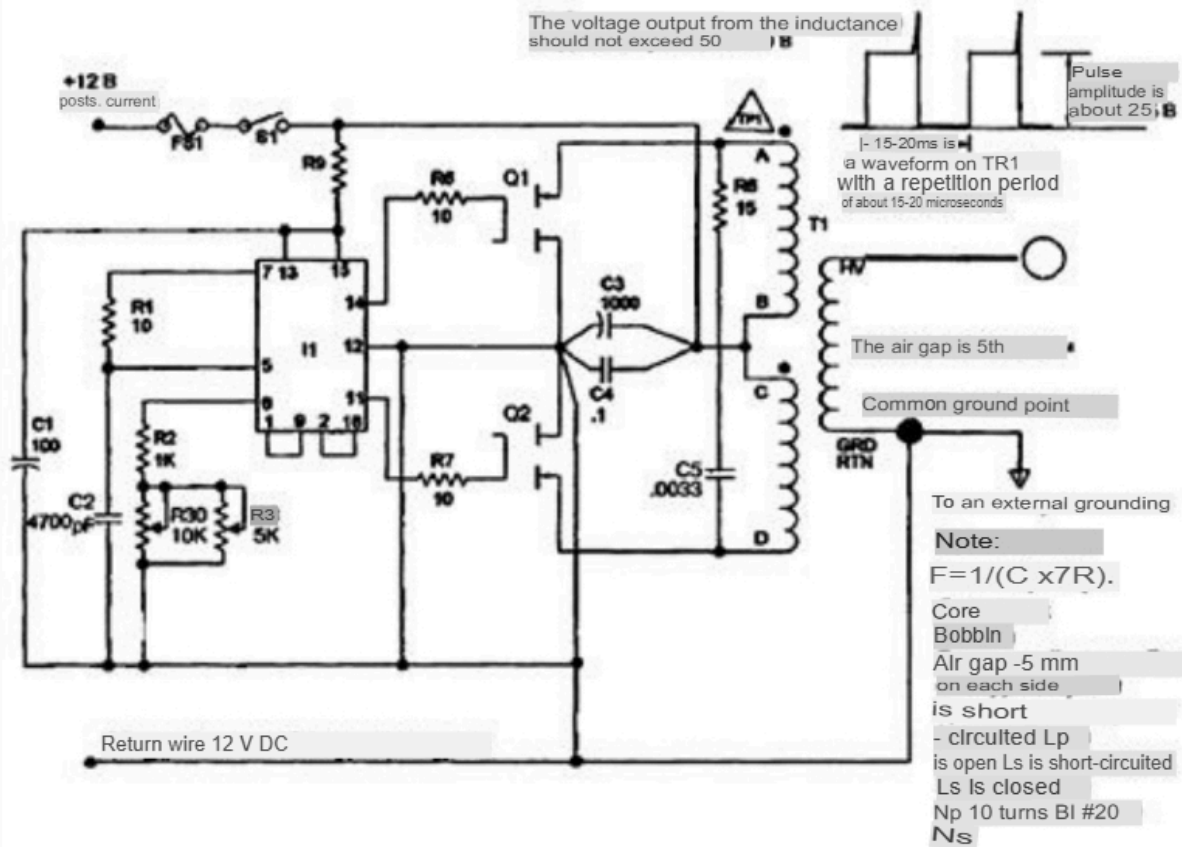 The voltage output from the inductance
should not exceed 50 B
+12 B
posts. current
FS1
S1
R9
Pulse
amplitude is
about 25 B
|- 15-20ms is
a waveform on TR1
with a repetition period
of about 15-20 microseconds
TP1
A
R6
10
Q1
R8
15
T1
HV
7
13
15
14
R1
10
C3
1000
B
I1
12
5
The air gap is 5th
C4
.1
6
11
C
Common ground point
C1
100
1
9
2
16
Q2
R2
1K
R7
10
C5
.0033
GRD
RTN
C2
4700pF
R30
10K
R3
5K
D
To an external grounding
Note:
F=1/(C x7R).
Core
Bobbln
Alr gap -5 mm
on each side
is short
- clrculted Lp
is open Ls is short-circuited
Ls Is closed
Np 10 turns Bl #20
Ns
Return wire 12 V DC